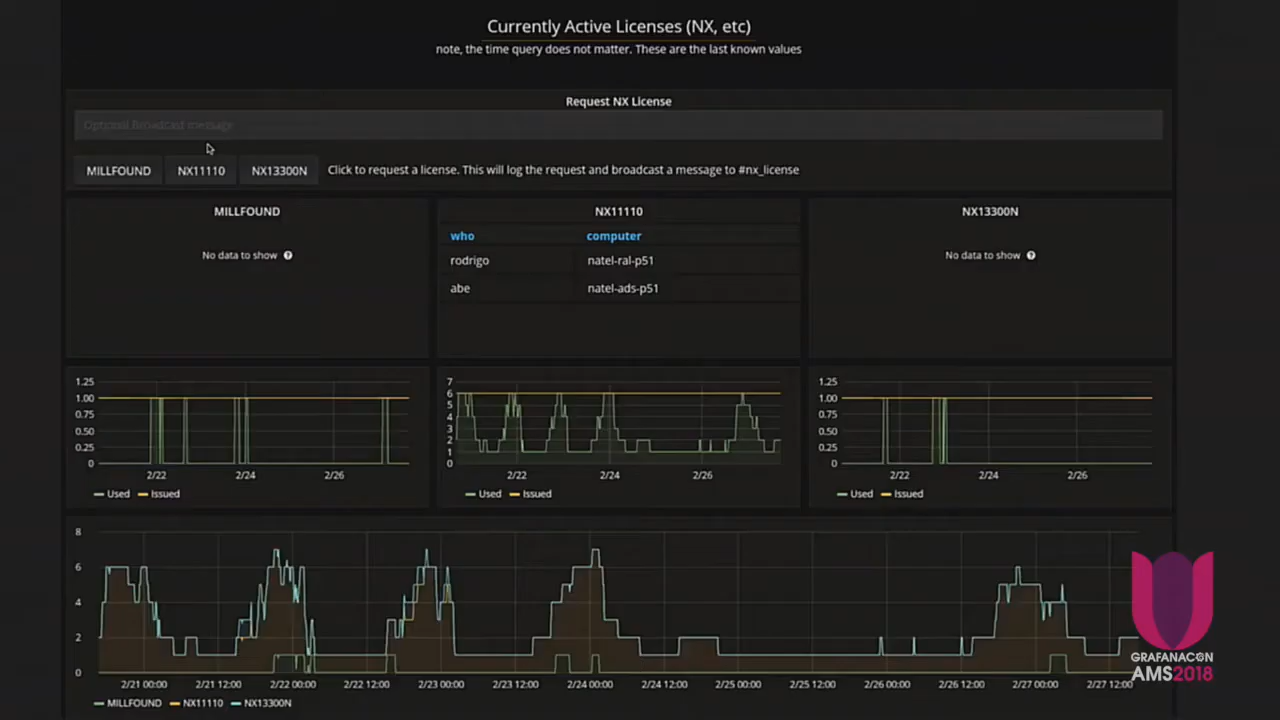 Currently Active Licenses (NX, etc)
note, the time query does not matter. These are the last known values
Request NX License
Optional Broadcast message
MILLFOUND NX11110 NX13300N Click to request a license. This will log the request and broadcast a message to #nx_license
MILLFOUND
No data to show
NX11110
who computer
rodrigo natel-ral-p51
abe natel-ads-p51
NX13300N
No data to show
1.25
1.00
0.75
0.50
0.25
0
2/22 2/24 2/26
Used Issued
7
6
5
4
3
2
1
0
2/22 2/24 2/26
Used Issued
1.25
1.00
0.75
0.50
0.25
0
2/22 2/24 2/26
Used Issued
8
6
4
2
0
2/21 00:00 2/21 12:00 2/22 00:00 2/22 12:00 2/23 00:00 2/23 12:00 2/24 00:00 2/24 12:00 2/25 00:00 2/25 12:00 2/26 00:00 2/26 12:00 2/27 00:00 2/27 12:00
MILLFOUND NX11110 NX13300N
GRAFANACON
AMS2018